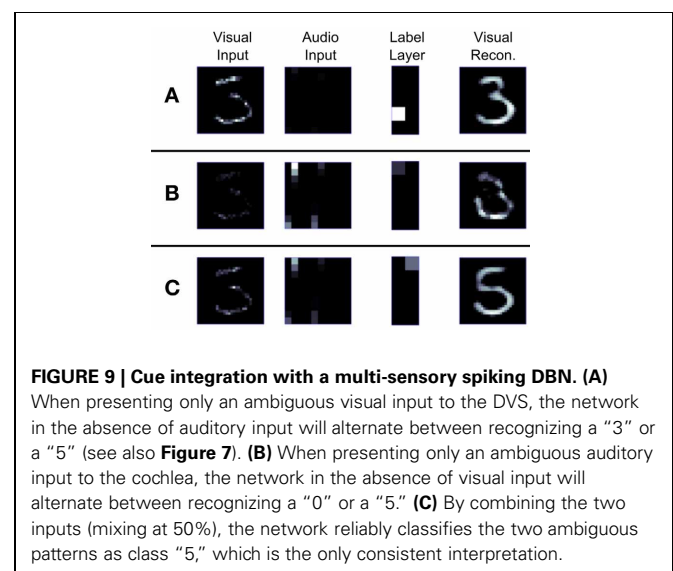 Visual Input
Audio Input
Label Layer
Visual Recon.
A
B
C
FIGURE 9 | Cue integration with a multi-sensory spiking DBN. (A)
When presenting only an ambiguous visual input to the DVS, the network
in the absence of auditory input will alternate between recognizing a “3” or
a “5” (see also Figure 7). (B) When presenting only an ambiguous auditory
input to the cochlea, the network in the absence of visual input will
alternate between recognizing a “0” or a “5.” (C) By combining the two
inputs (mixing at 50%), the network reliably classifies the two ambiguous
patterns as class “5,” which is the only consistent interpretation.